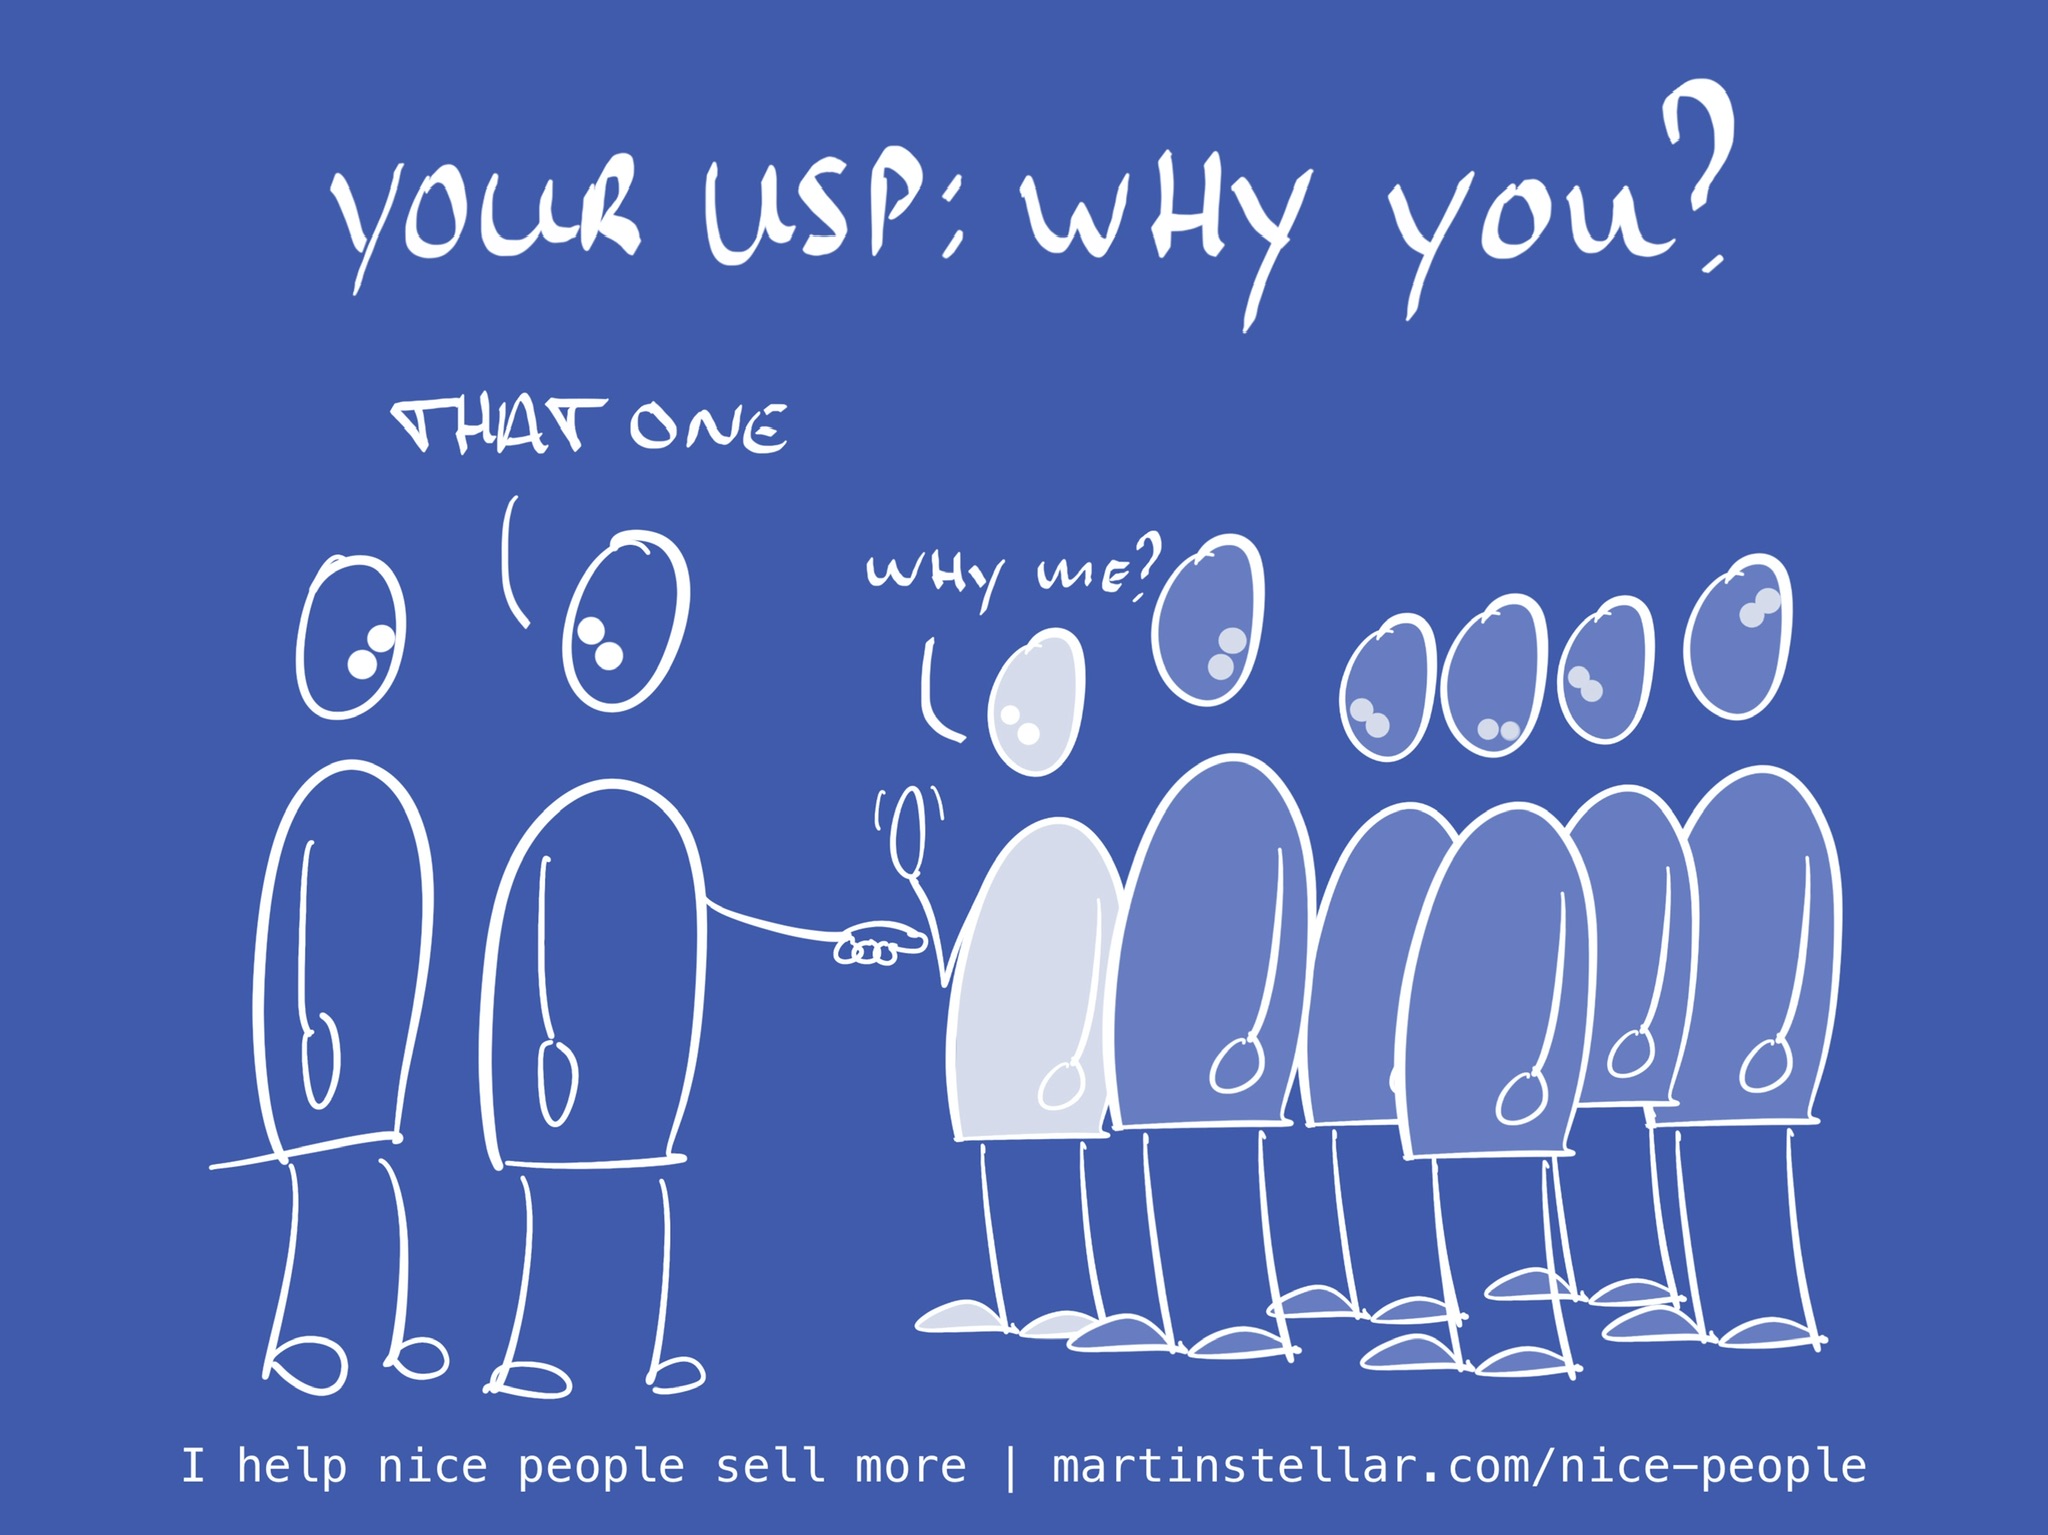 YOUR USP: WHY YOU?
THAT ONE
WHY ME?
I help nice people sell more | martinstellar.com/nice-people